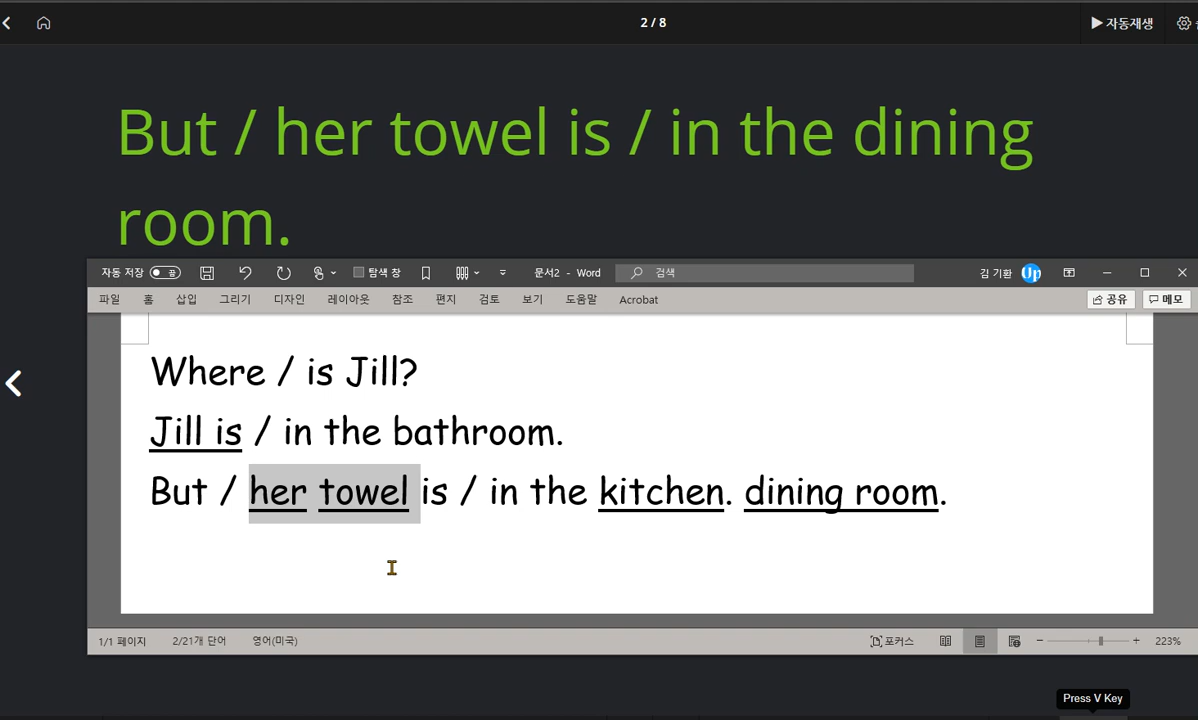 2 / 8
자동재생
But / her towel is / in the dining
room.
자동 저장 끔 탐색 창 문서2 - Word 검색 김 기환 Up
파일 홈 삽입 그리기 디자인 레이아웃 참조 편지 검토 보기 도움말 Acrobat 공유 메모
Where / is Jill?
Jill is / in the bathroom.
But / her towel is / in the kitchen. dining room.
1/1 페이지 2/21개 단어 영어(미국) 포커스 223%
Press V Key